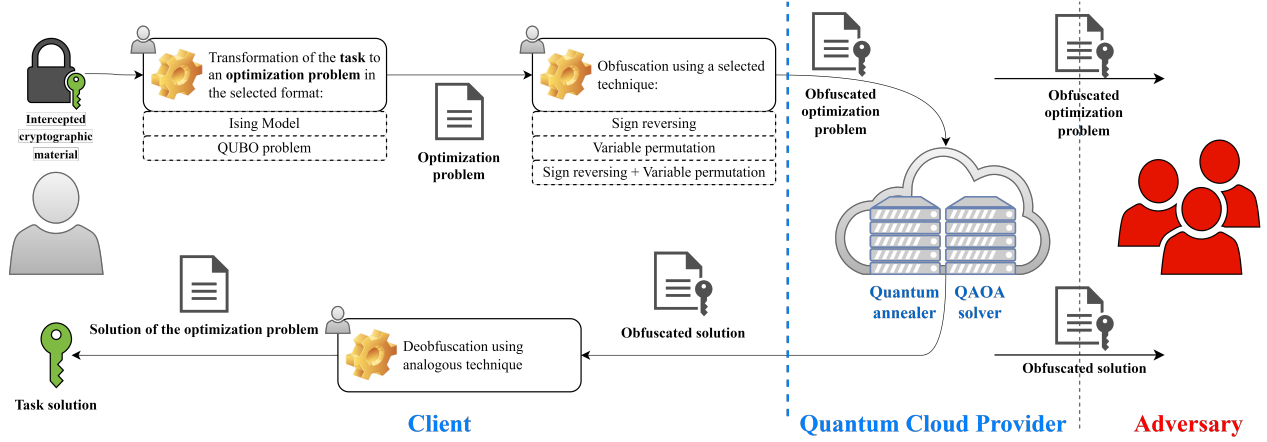 Intercepted
cryptographic
material
Transformation of the task to
an optimization problem in
the selected format:
Ising Model
QUBO problem
Optimization
problem
Obfuscation using a selected
technique:
Sign reversing
Variable permutation
Sign reversing + Variable permutation
Obfuscated
optimization
problem
Obfuscated
optimization
problem
Quantum
annealer
QAOA
solver
Obfuscated solution
Obfuscated solution
Deobfuscation using
analogous technique
Solution of the optimization problem
Task solution
Client
Quantum Cloud Provider
Adversary